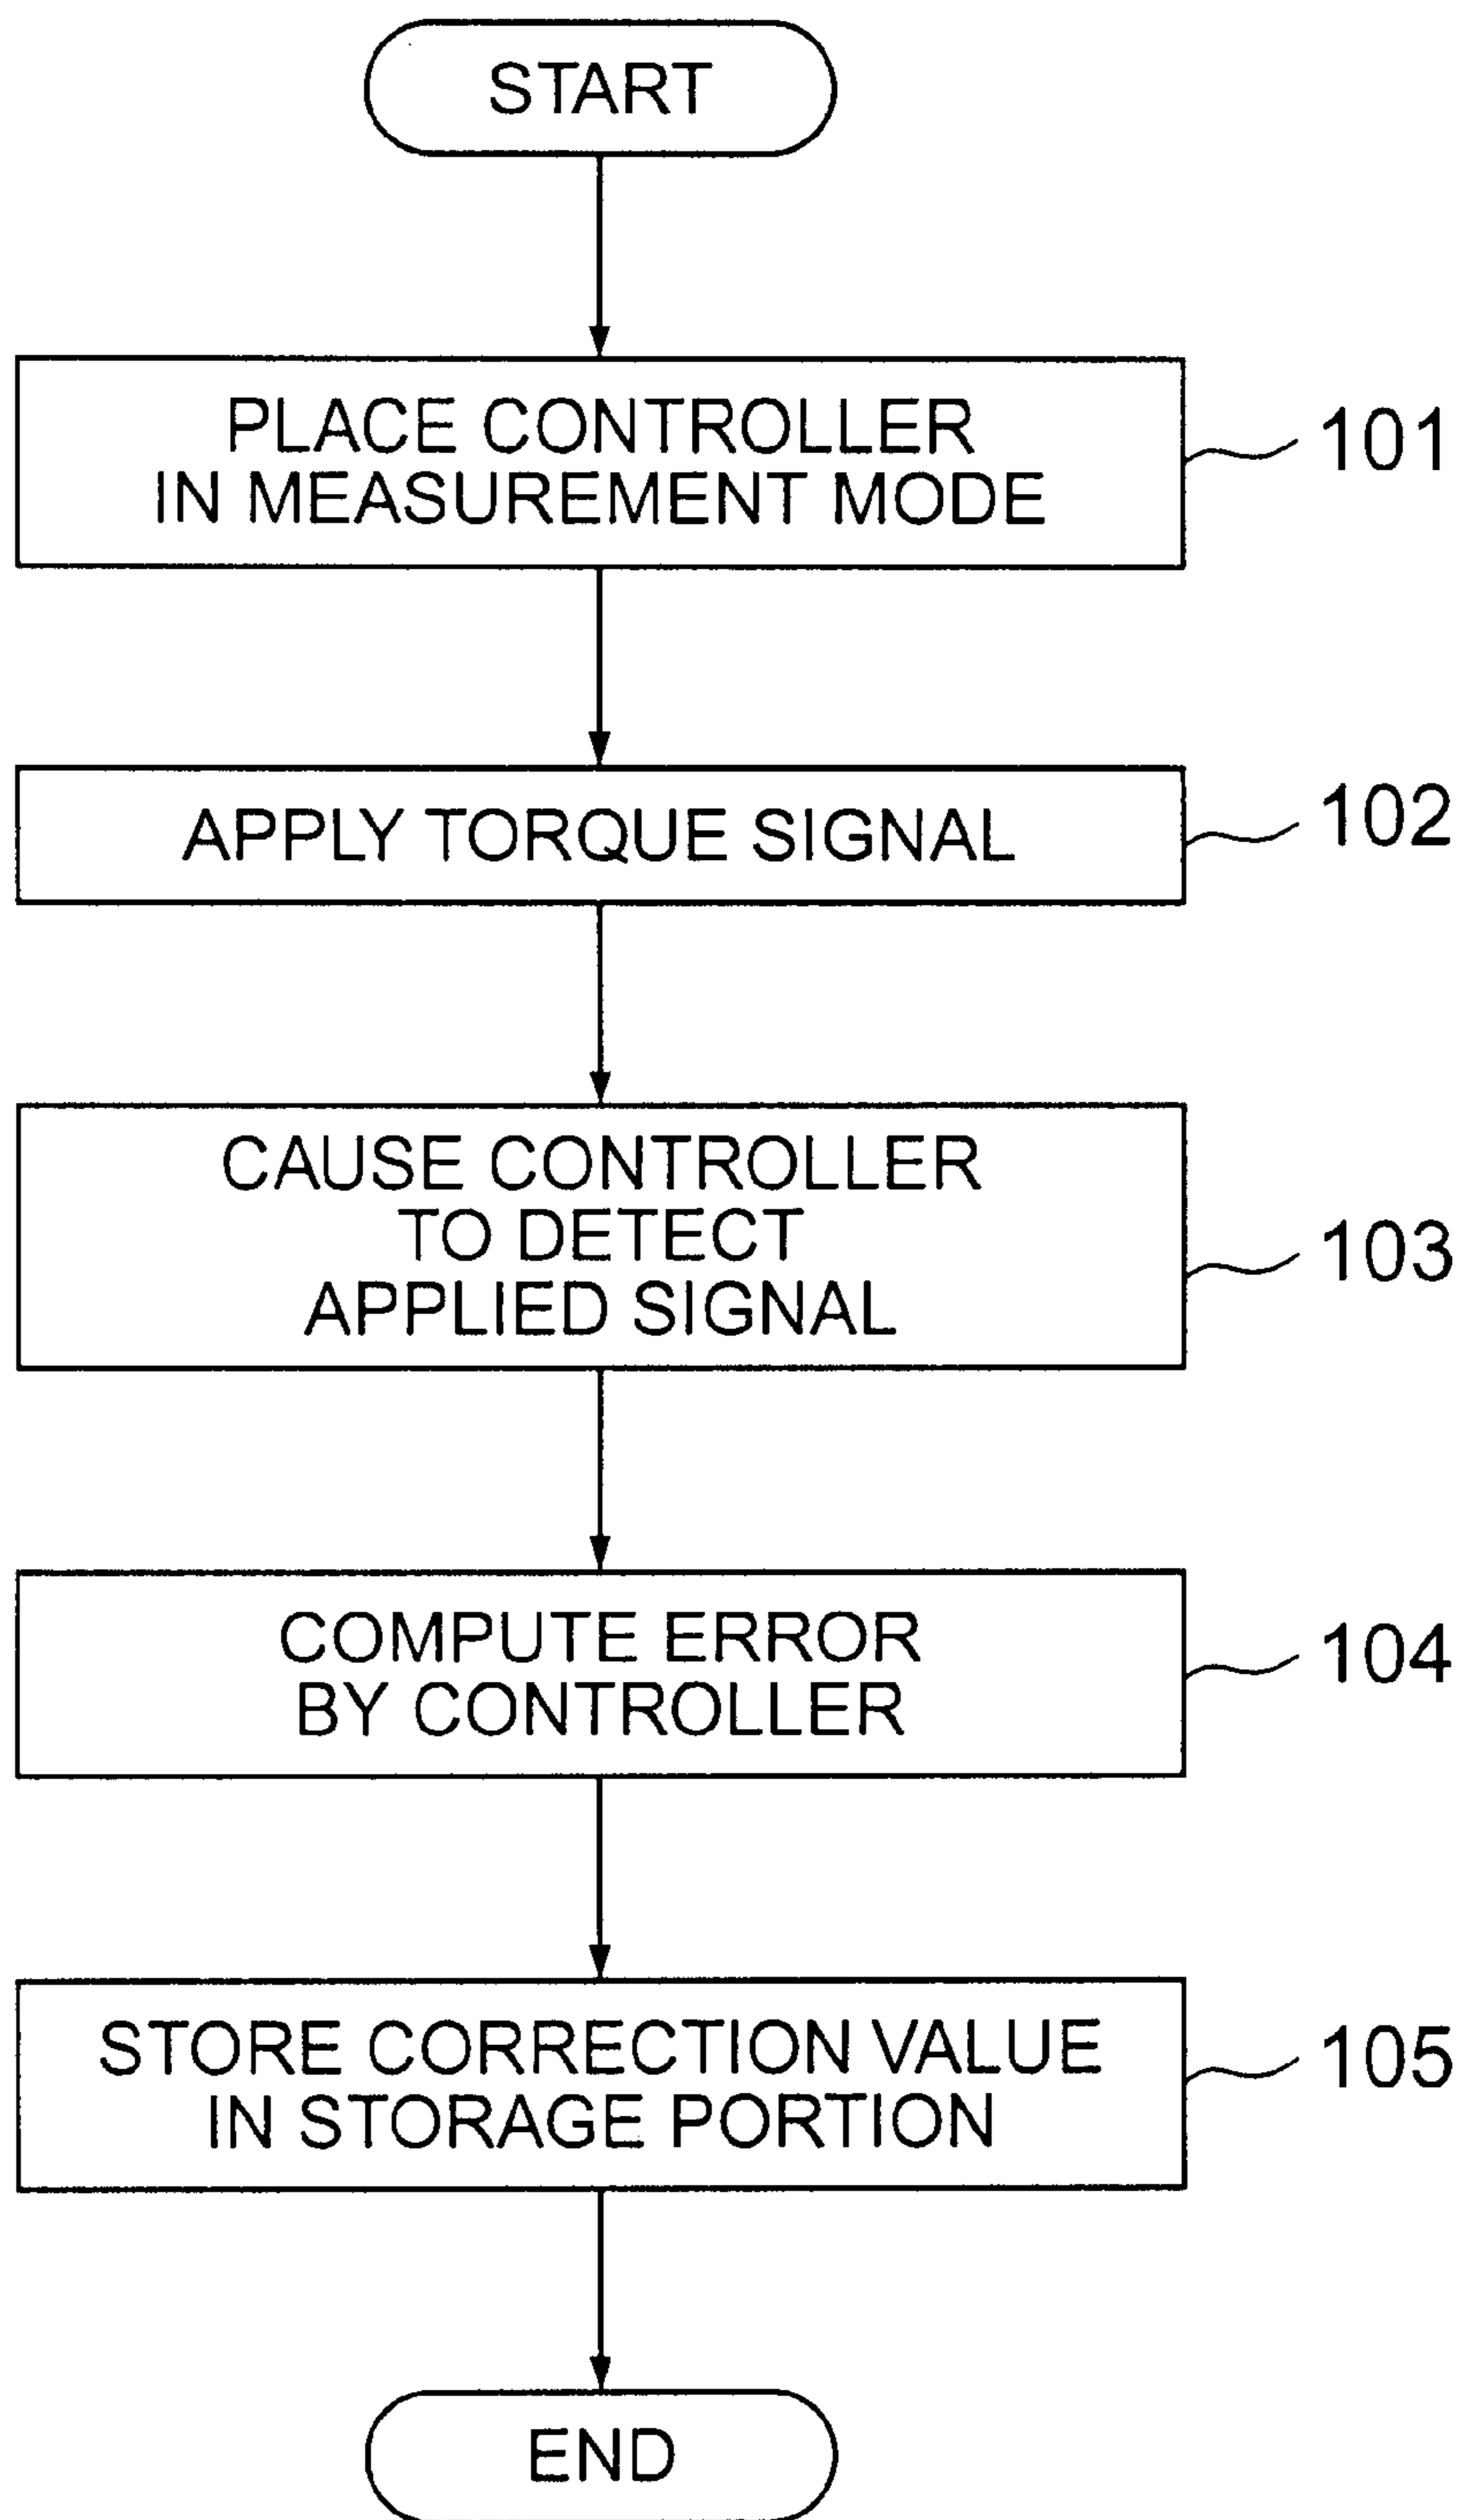 START
PLACE CONTROLLER
IN MEASUREMENT MODE
101
APPLY TORQUE SIGNAL
102
CAUSE CONTROLLER
TO DETECT
APPLIED SIGNAL
103
COMPUTE ERROR
BY CONTROLLER
104
STORE CORRECTION VALUE
IN STORAGE PORTION
105
END